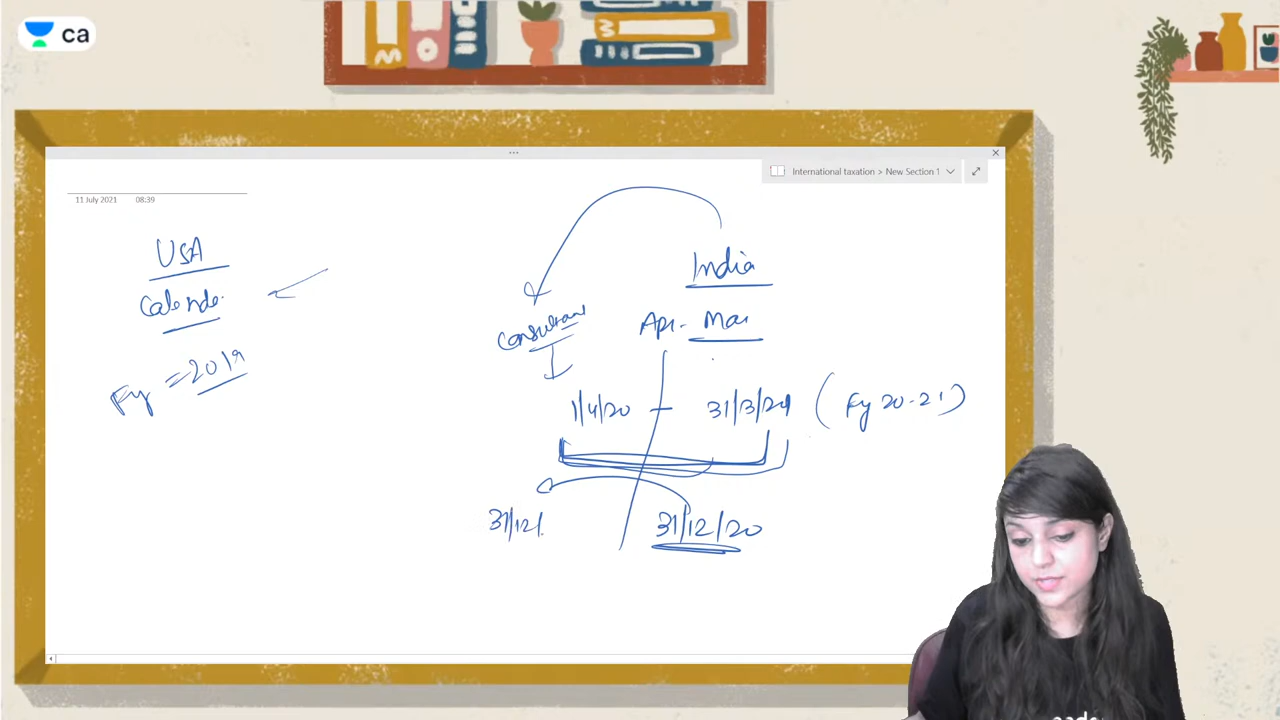 ca
International taxation > New Section 1
11 July 2021 08:39
USA
Calende.
Fy = 2019
India
Consultant
Apr - Mar
1/4/20 — 31/3/21 (Fy 20-21)
31/12/
31/12/20